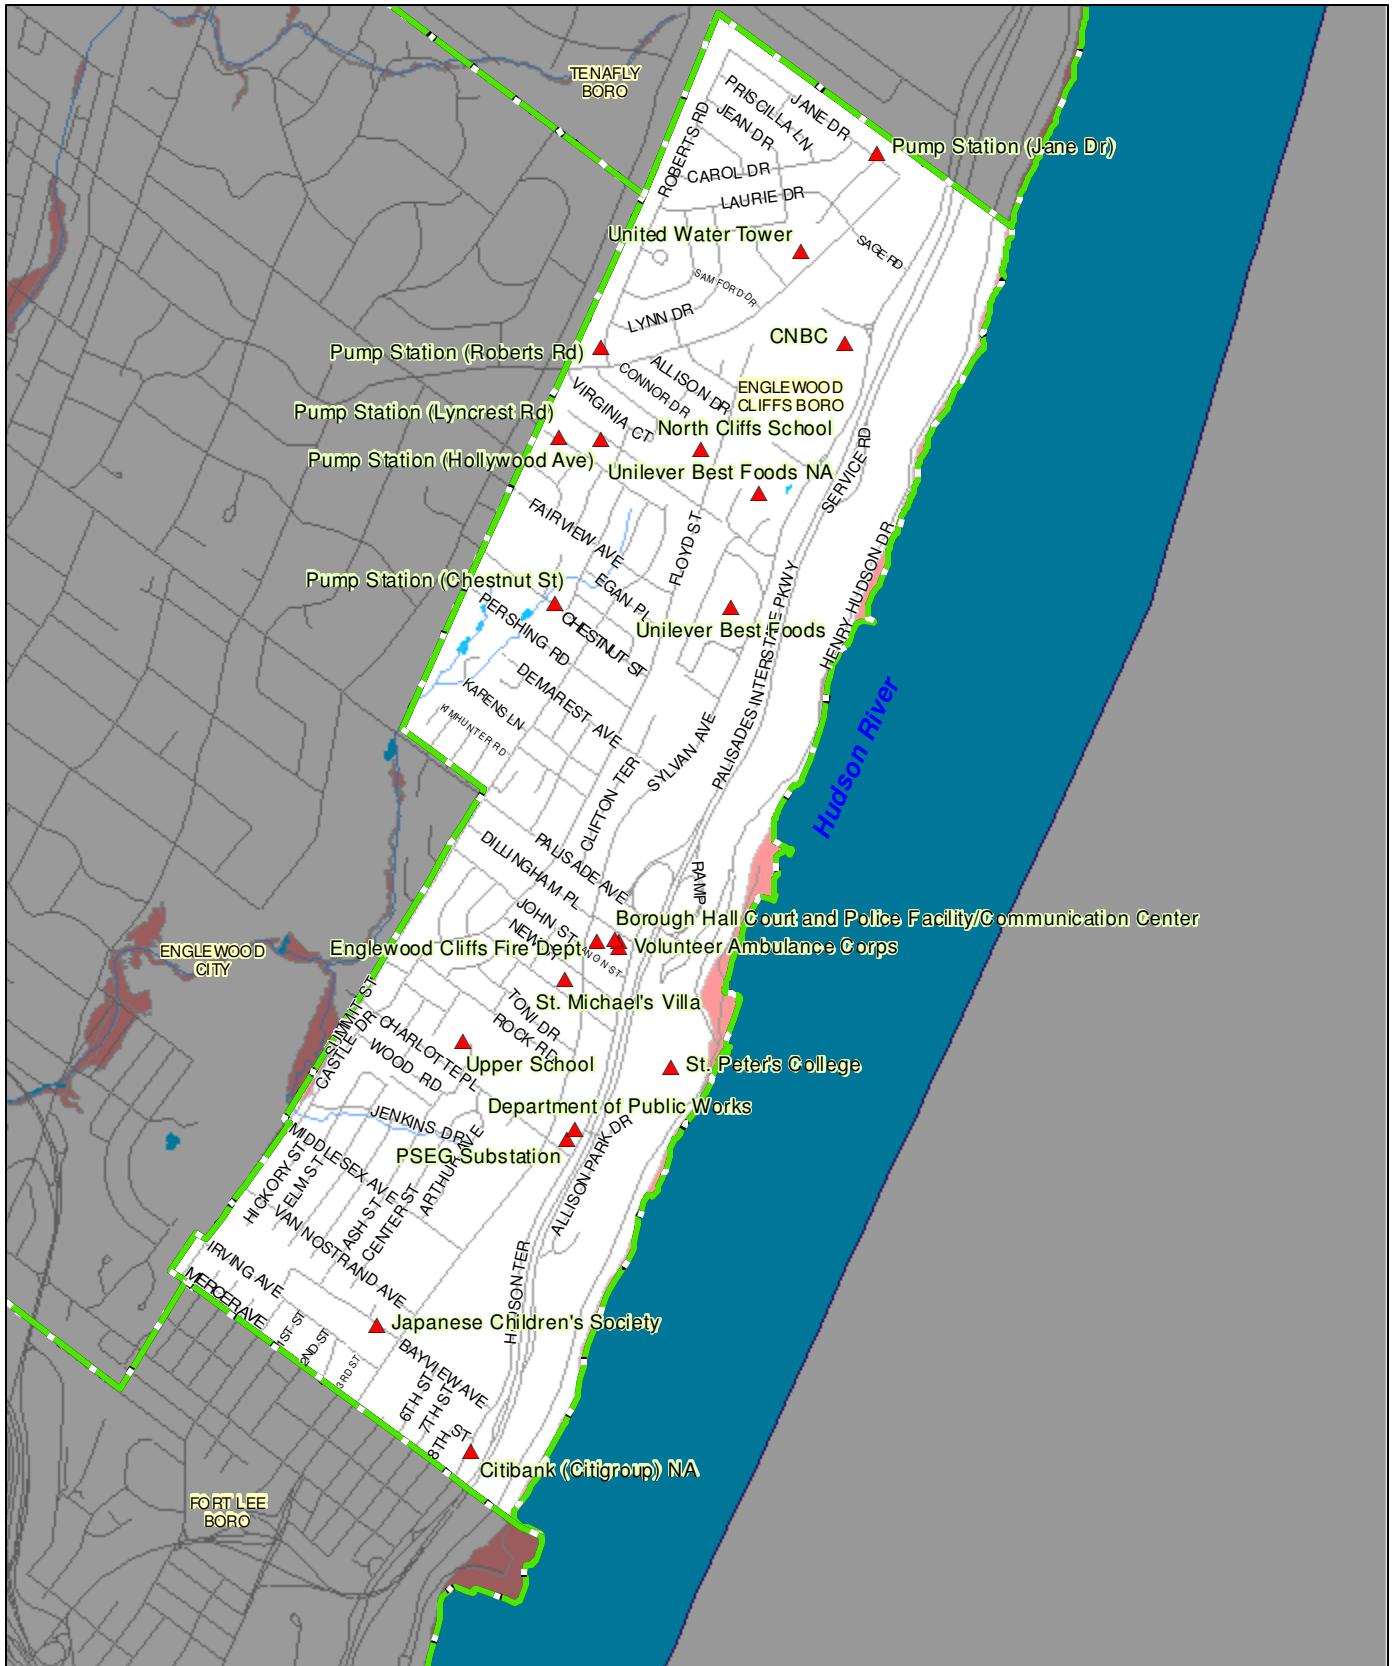 TENAFLY
BORO
PRISCILLA LN
JANE DR
JEAN DR
ROBERTS RD
Pump Station (Jane Dr)
CAROL DR
LAURIE DR
United Water Tower
SAGE RD
SAMFORD DR
LYNN DR
CNBC
Pump Station (Roberts Rd)
ALLISON DR
CONNOR DR
ENGLEWOOD
CLIFFS BORO
VIRGINIA CT
Pump Station (Lyncrest Rd)
North Cliffs School
Pump Station (Hollywood Ave)
Unilever Best Foods NA
SERVICE RD
FAIRVIEW AVE
FLOYD ST
HENRY HUDSON DR
Pump Station (Chestnut St)
EGAN PL
PALISADES INTERSTATE PKWY
PERSHING RD
CHESTNUT ST
Unilever Best Foods
DEMAREST AVE
KARENS LN
KIMHUNTER RD
SYLVAN AVE
Hudson River
CLIFTON TER
PALISADE AVE
DILLINGHAM PL
RAMP
JOHN ST
Borough Hall Court and Police Facility/Communication Center
NEW ST
Englewood Cliffs Fire Dept
Volunteer Ambulance Corps
ENGLEWOOD
CITY
St. Michael's Villa
SUMMIT ST
CASTLE DR
TONI DR
ROCK RD
CHARLOTTE PL
WOOD RD
Upper School
St. Peter's College
Department of Public Works
JENKINS DR
PSEG Substation
ALLISON PARK DR
MIDDLESEX AVE
ARTHUR AVE
HICKORY ST
ELM ST
ASH ST
CENTER ST
VAN NOSTRAND AVE
HUDSON TER
IRVING AVE
MERCER AVE
1ST ST
2ND ST
3RD ST
Japanese Children's Society
BAYVIEW AVE
6TH ST
7TH ST
8TH ST
Citibank (Citigroup) NA
FORT LEE
BORO